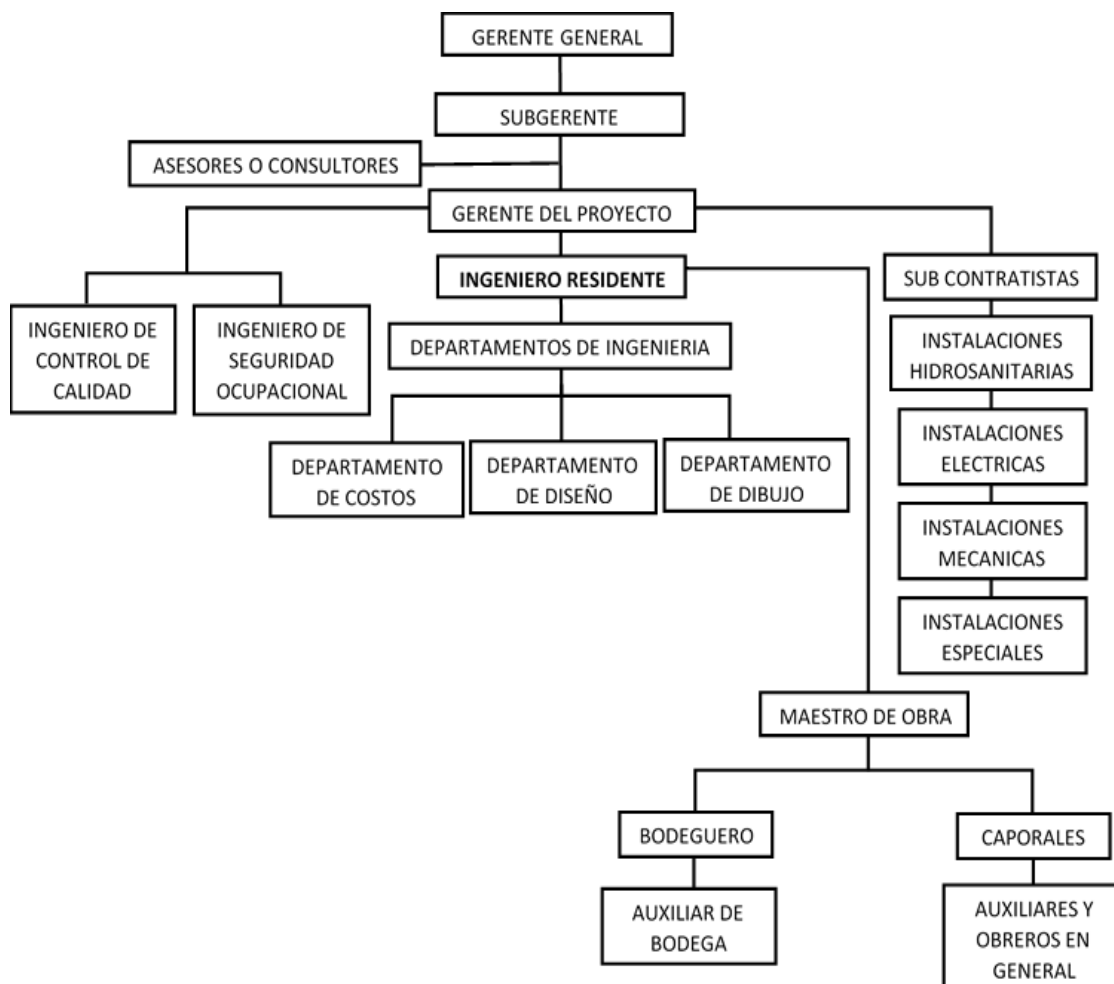 GERENTE GENERAL
SUBGERENTE
ASESORES O CONSULTORES
GERENTE DEL PROYECTO
INGENIERO RESIDENTE
SUB CONTRATISTAS
INGENIERO DE
CONTROL DE
CALIDAD
INGENIERO DE
SEGURIDAD
OCUPACIONAL
DEPARTAMENTOS DE INGENIERIA
INSTALACIONES
HIDROSANITARIAS
DEPARTAMENTO
DE COSTOS
DEPARTAMENTO
DE DISEÑO
DEPARTAMENTO
DE DIBUJO
INSTALACIONES
ELECTRICAS
INSTALACIONES
MECANICAS
INSTALACIONES
ESPECIALES
MAESTRO DE OBRA
BODEGUERO
CAPORALES
AUXILIAR DE
BODEGA
AUXILIARES Y
OBREROS EN
GENERAL